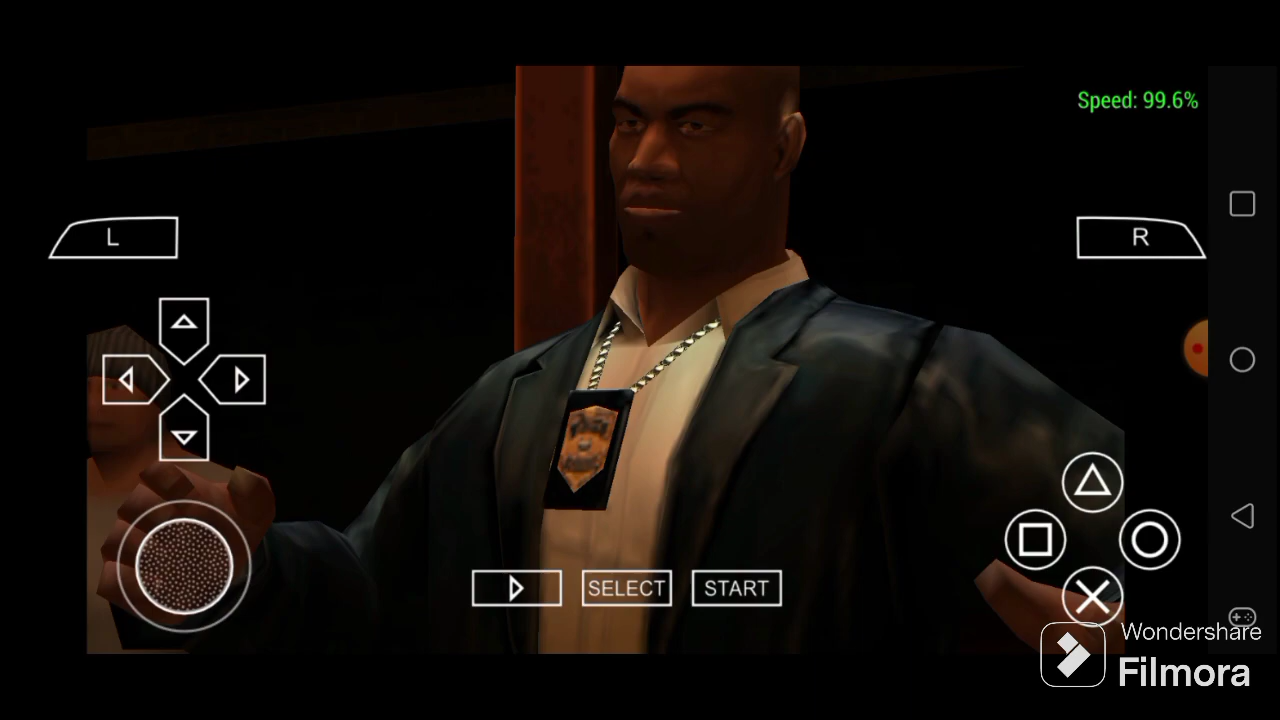 Speed: 99.6%
L
R
SELECT
START
Wondershare
Filmora